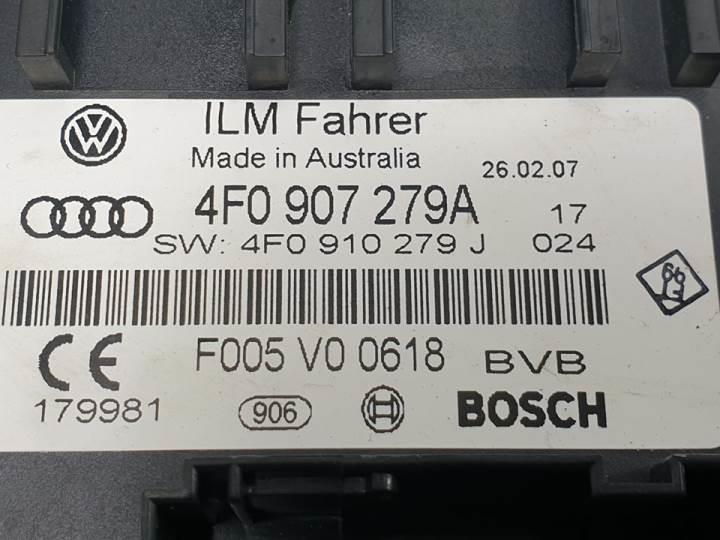 ILM Fahrer
Made in Australia 26.02.07
4F0 907 279A 17
SW: 4F0 910 279 J 024
F005 V0 0618 BVB
CE
179981 906 BOSCH